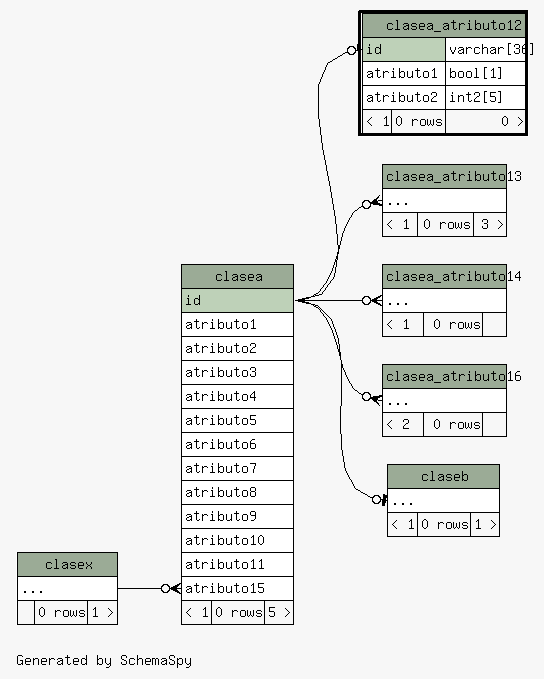 clasea_atributo12
id varchar[36]
atributo1 bool[1]
atributo2 int2[5]
< 1 0 rows 0 >
clasea_atributo13
...
< 1 0 rows 3 >
clasea
id
atributo1
atributo2
atributo3
atributo4
atributo5
atributo6
atributo7
atributo8
atributo9
atributo10
atributo11
atributo15
< 1 0 rows 5 >
clasea_atributo14
...
< 1 0 rows
clasea_atributo16
...
< 2 0 rows
claseb
...
< 1 0 rows 1 >
clasex
...
0 rows 1 >
Generated by SchemaSpy